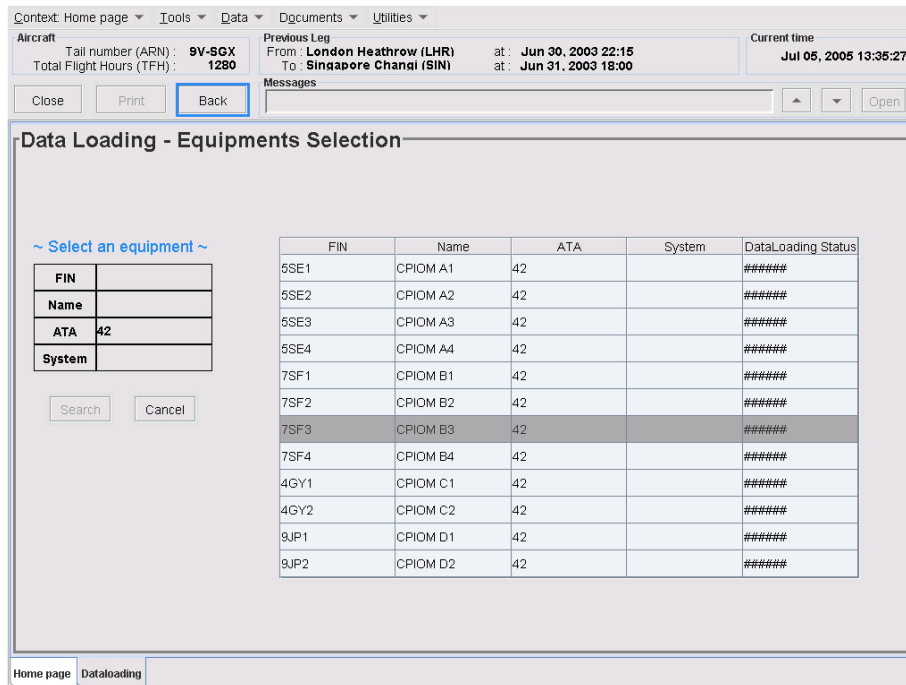 Context: Home page Tools Data Documents Utilities
Aircraft Previous Leg Current time
Tail number (ARN) : 9V-SGX From : London Heathrow (LHR) at : Jun 30, 2003 22:15 Jul 05, 2005 13:35:27
Total Flight Hours (TFH) : 1280 To : Singapore Changi (SIN) at : Jun 31, 2003 18:00
Messages
Close Print Back Open
Data Loading - Equipments Selection
~ Select an equipment ~
FIN
Name
ATA 42
System
Search Cancel
FIN Name ATA System DataLoading Status
5SE1 CPIOM A1 42 ######
5SE2 CPIOM A2 42 ######
5SE3 CPIOM A3 42 ######
5SE4 CPIOM A4 42 ######
7SF1 CPIOM B1 42 ######
7SF2 CPIOM B2 42 ######
7SF3 CPIOM B3 42 ######
7SF4 CPIOM B4 42 ######
4GY1 CPIOM C1 42 ######
4GY2 CPIOM C2 42 ######
9JP1 CPIOM D1 42 ######
9JP2 CPIOM D2 42 ######
Home page Dataloading